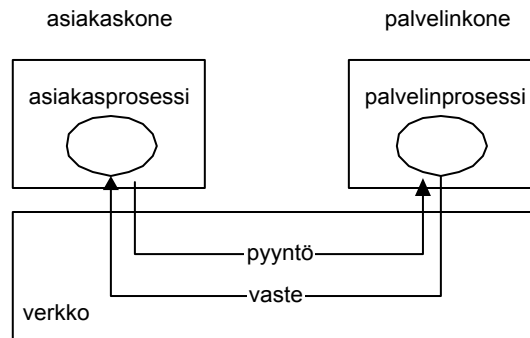 asiakaskone
palvelinkone
asiakasprosessi
palvelinprosessi
pyyntö
vaste
verkko